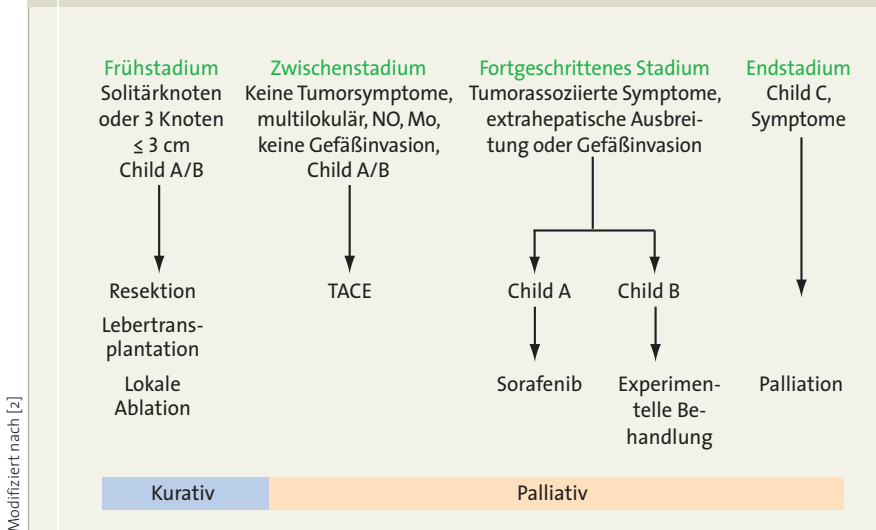 Frühstadium
Solitärknoten
oder 3 Knoten
≤ 3 cm
Child A/B
Zwischenstadium
Keine Tumorsymptome,
multilokulär, NO, Mo,
keine Gefäßinvasion,
Child A/B
Fortgeschrittenes Stadium
Tumorassoziierte Symptome,
extrahepatische Ausbrei-
tung oder Gefäßinvasion
Endstadium
Child C,
Symptome
Resektion
Lebertrans-
plantation
Lokale
Ablation
TACE
Child A
Child B
Sorafenib
Experimen-
telle Be-
handlung
Palliation
Kurativ
Palliativ
Modifiziert nach [2]